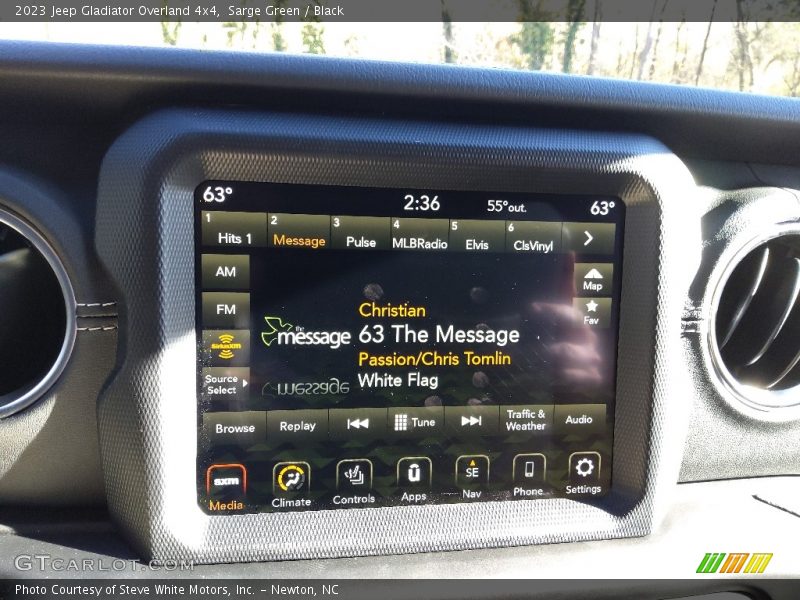 2023 Jeep Gladiator Overland 4x4, Sarge Green / Black
63° 2:36 55°out. 63°
1 Hits 1 2 Message 3 Pulse 4 MLBRadio 5 Elvis 6 ClsVinyl
AM
Map
FM
Fav
SiriusXM
Source Select
the message
Christian
63 The Message
Passion/Chris Tomlin
White Flag
message
Browse Replay Tune Traffic & Weather Audio
sxm SE
Media Climate Controls Apps Nav Phone Settings
GTCarLot.com
Photo Courtesy of Steve White Motors, Inc. - Newton, NC